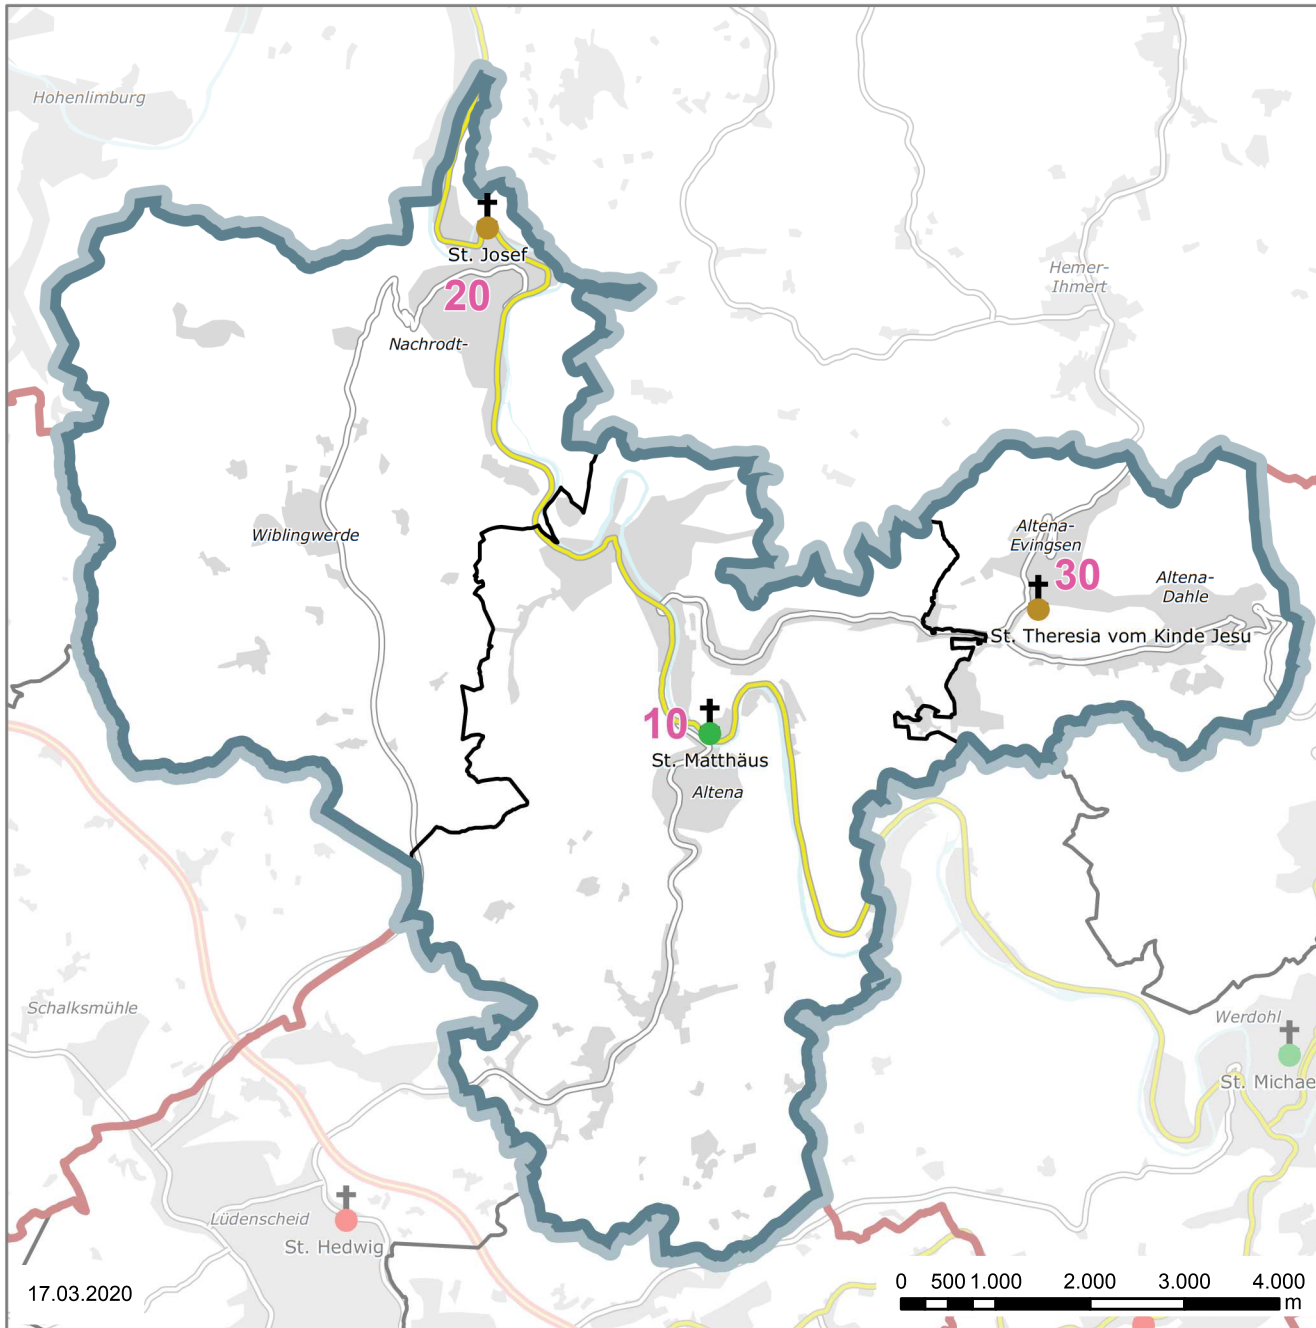 Hohenlimburg
St. Josef
20
Nachrodt-
Hemer-
Ihmert
Wiblingwerde
Altena-
Evingsen
30
Altena-
Dahle
St. Theresia vom Kinde Jesu
10
St. Matthäus
Altena
Schalksmühle
Werdohl
St. Michae
Lüdenscheid
St. Hedwig
17.03.2020
0 500 1.000 2.000 3.000 4.000
m